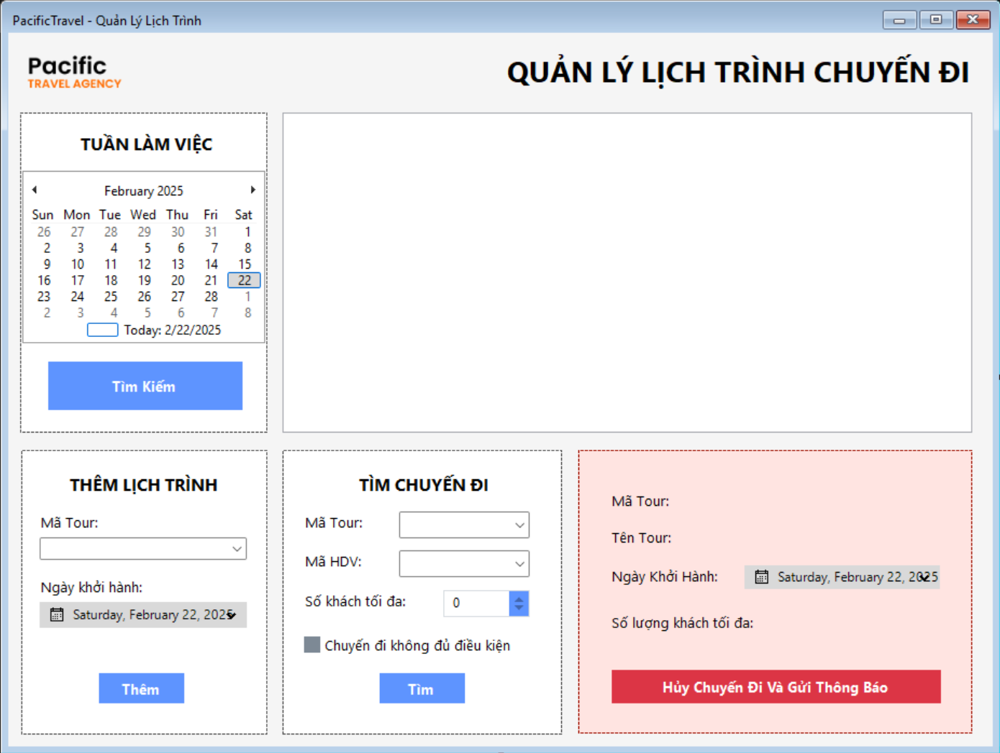 PacificTravel - Quản Lý Lịch Trình
Pacific
TRAVEL AGENCY
QUẢN LÝ LỊCH TRÌNH CHUYẾN ĐI
TUẦN LÀM VIỆC
February 2025
Sun Mon Tue Wed Thu Fri Sat
26 27 28 29 30 31 1
2 3 4 5 6 7 8
9 10 11 12 13 14 15
16 17 18 19 20 21 22
23 24 25 26 27 28 1
2 3 4 5 6 7 8
Today: 2/22/2025
Tìm Kiếm
THÊM LỊCH TRÌNH
Mã Tour:
Ngày khởi hành:
Saturday, February 22, 2025
Thêm
TÌM CHUYẾN ĐI
Mã Tour:
Mã HDV:
Số khách tối đa:
0
Chuyến đi không đủ điều kiện
Tìm
Mã Tour:
Tên Tour:
Ngày Khởi Hành:
Saturday, February 22, 2025
Số lượng khách tối đa:
Hủy Chuyến Đi Và Gửi Thông Báo